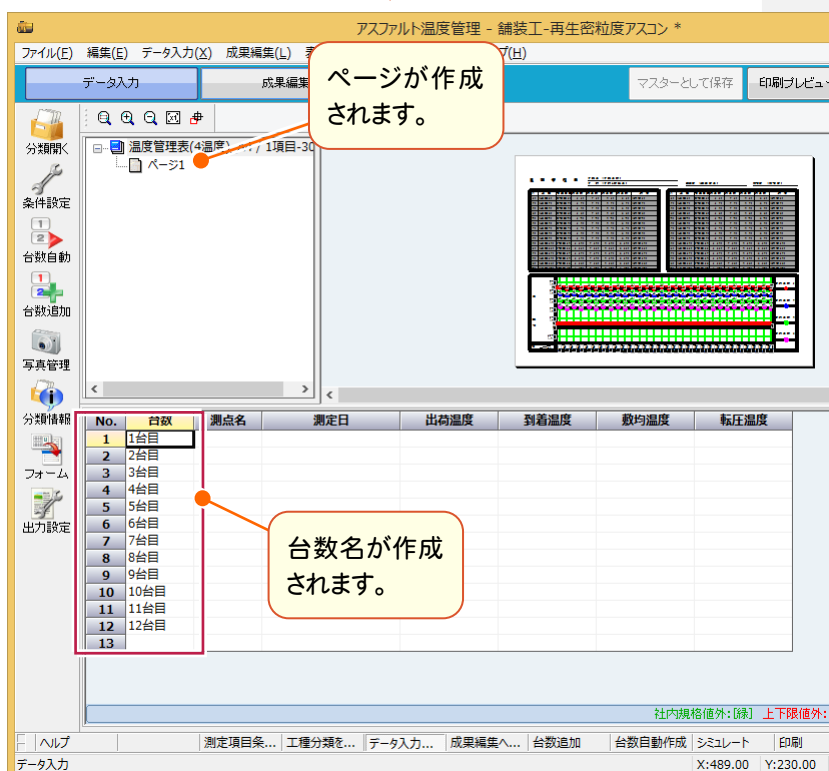 アスファルト温度管理 - 舗装工-再生密粒度アスコン *
ファイル(F) 編集(E) データ入力(X) 成果編集(L)
データ入力 成果編集 マスターとして保存 印刷プレビュー
ページが作成
されます。
分類開く
条件設定
台数自動
台数追加
写真管理
分類情報
フォーム
出力設定
温度管理表(4温度) 1項目-30
ページ1
No. 台数 測点名 測定日 出荷温度 到着温度 敷均温度 転圧温度
1 1台目
2 2台目
3 3台目
4 4台目
5 5台目
6 6台目
7 7台目
8 8台目
9 9台目
10 10台目
11 11台目
12 12台目
13
台数名が作成
されます。
社内規格値外:[緑] 上下限値外:
ヘルプ 測定項目条... 工種分類を... データ入力... 成果編集へ... 台数追加 台数自動作成 シミュレート 印刷
データ入力 X:489.00 Y:230.00